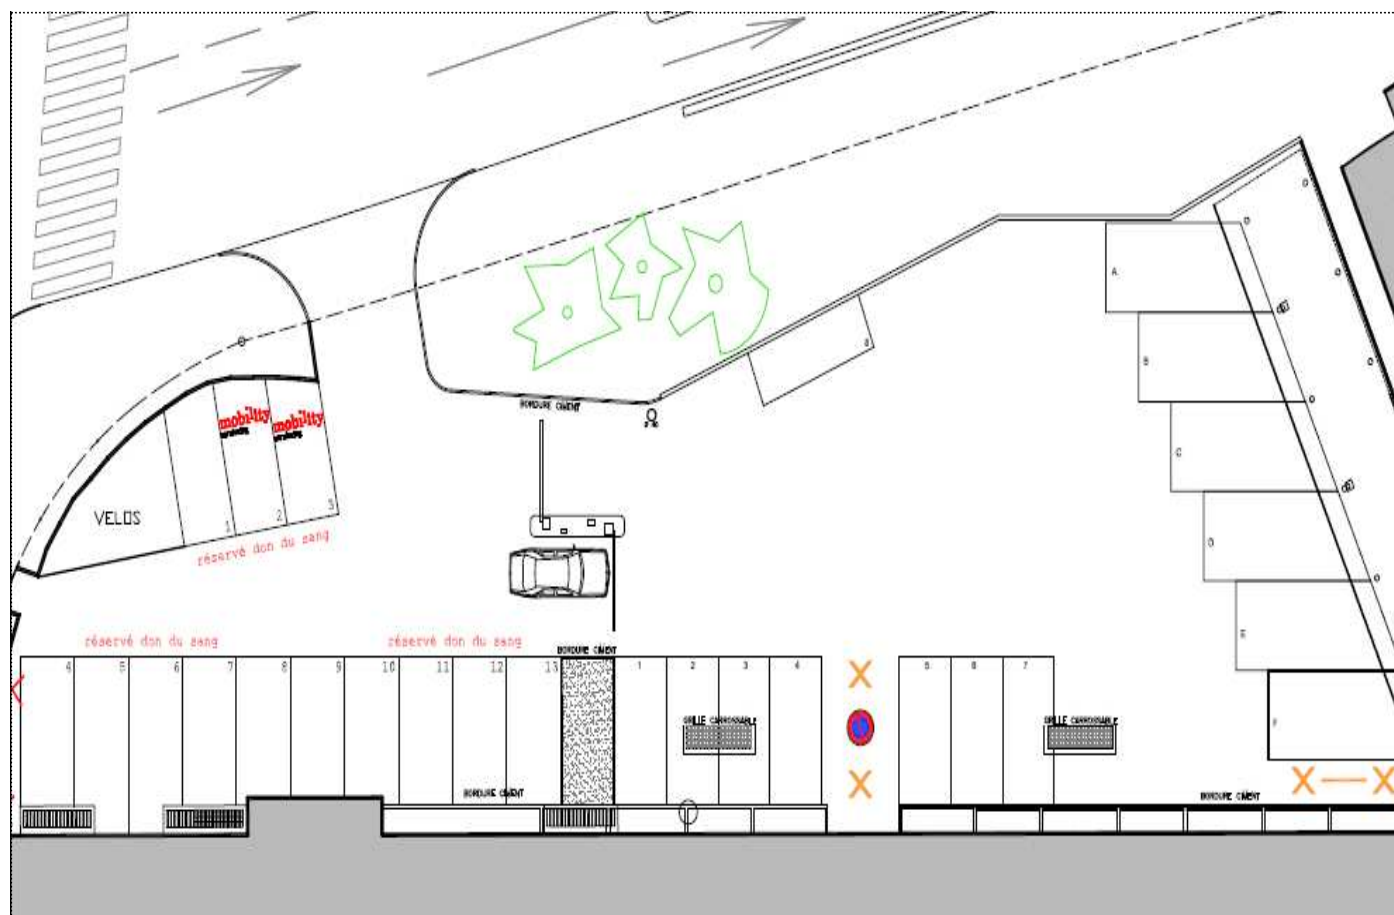 A
BORDURE CIMENT
B
mobility
mobility
C
VELOS
1
2
3
réservé don du sang
D
E
réservé don du sang
réservé don du sang
BORDURE CIMENT
4
5
6
7
8
9
10
11
12
13
1
2
3
4
5
6
7
GRILLE CARROSSABLE
GRILLE CARROSSABLE
F
BORDURE CIMENT
BORDURE CIMENT